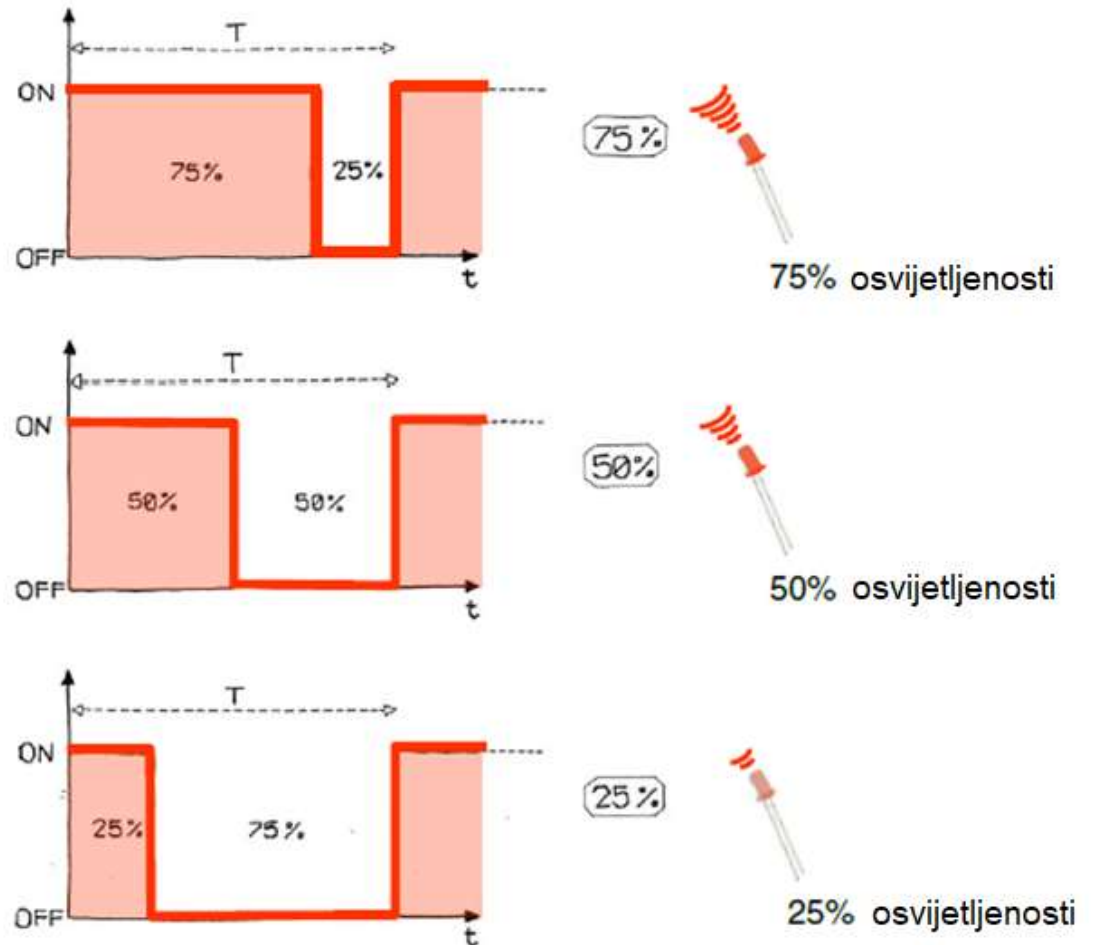 T
ON
75%
25%
OFF
t
75%
75% osvijetljenosti
T
ON
50%
50%
OFF
t
50%
50% osvijetljenosti
T
ON
25%
75%
OFF
t
25%
25% osvijetljenosti